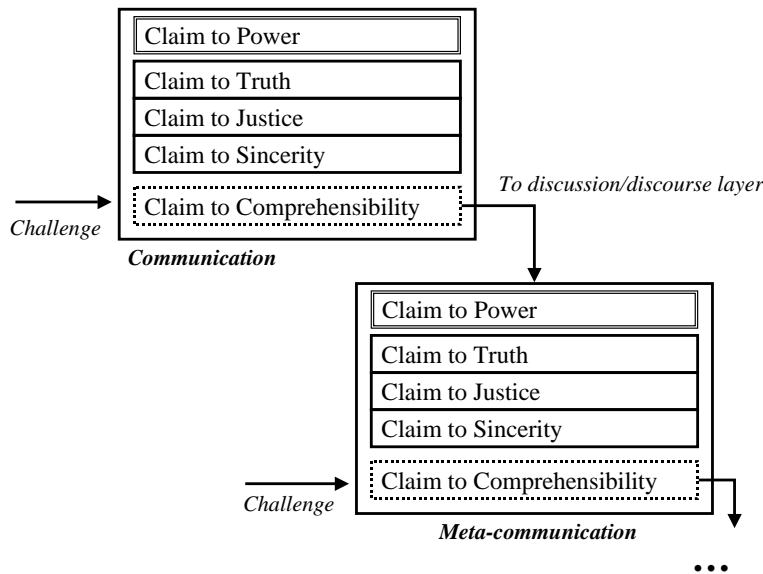 Claim to Power
Claim to Truth
Claim to Justice
Claim to Sincerity
Claim to Comprehensibility
Challenge
Communication
To discussion/discourse layer
Claim to Power
Claim to Truth
Claim to Justice
Claim to Sincerity
Claim to Comprehensibility
Challenge
Meta-communication
...